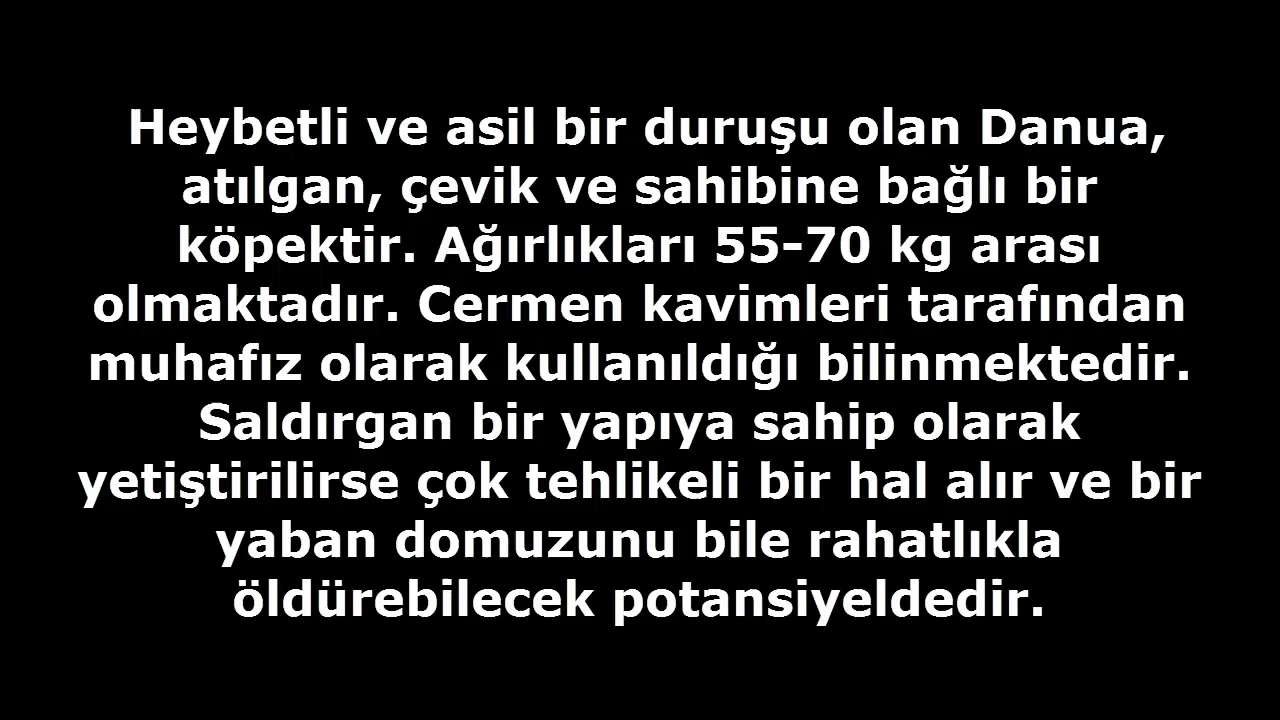 Heybetli ve asil bir duruşu olan Danua,
atılgan, çevik ve sahibine bağlı bir
köpektir. Ağırlıkları 55-70 kg arası
olmaktadır. Cermen kavimleri tarafından
muhafız olarak kullanıldığı bilinmektedir.
Saldırgan bir yapıya sahip olarak
yetiştirilirse çok tehlikeli bir hal alır ve bir
yaban domuzunu bile rahatlıkla
öldürebilecek potansiyeldedir.